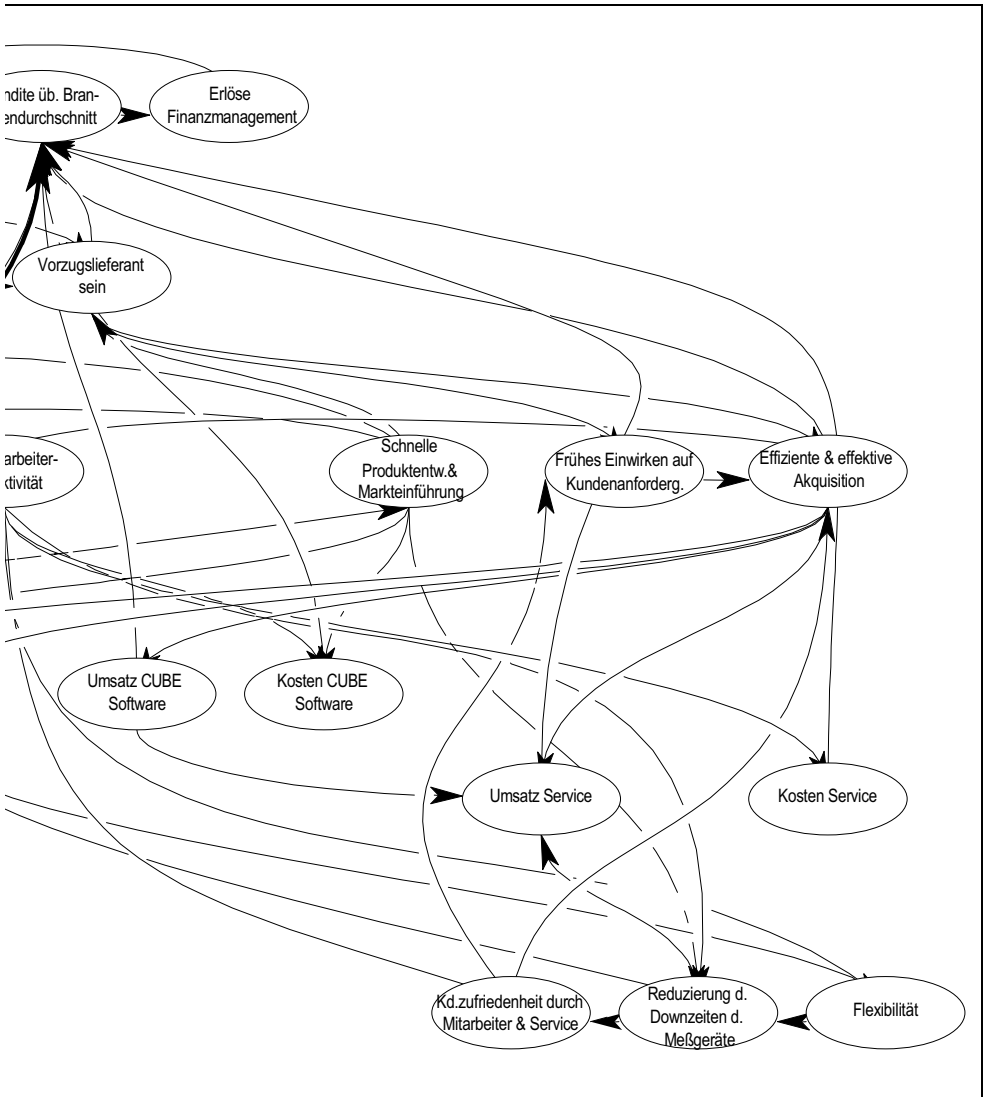 ndite üb. Bran-
endurchschnitt
Erlöse
Finanzmanagement
Vorzugslieferant
sein
arbeiter-
ktivität
Schnelle
Produktentw.&
Markteinführung
Frühes Einwirken auf
Kundenanforderg.
Effiziente & effektive
Akquisition
Umsatz CUBE
Software
Kosten CUBE
Software
Umsatz Service
Kosten Service
Kd.zufriedenheit durch
Mitarbeiter & Service
Reduzierung d.
Downzeiten d.
Meßgeräte
Flexibilität